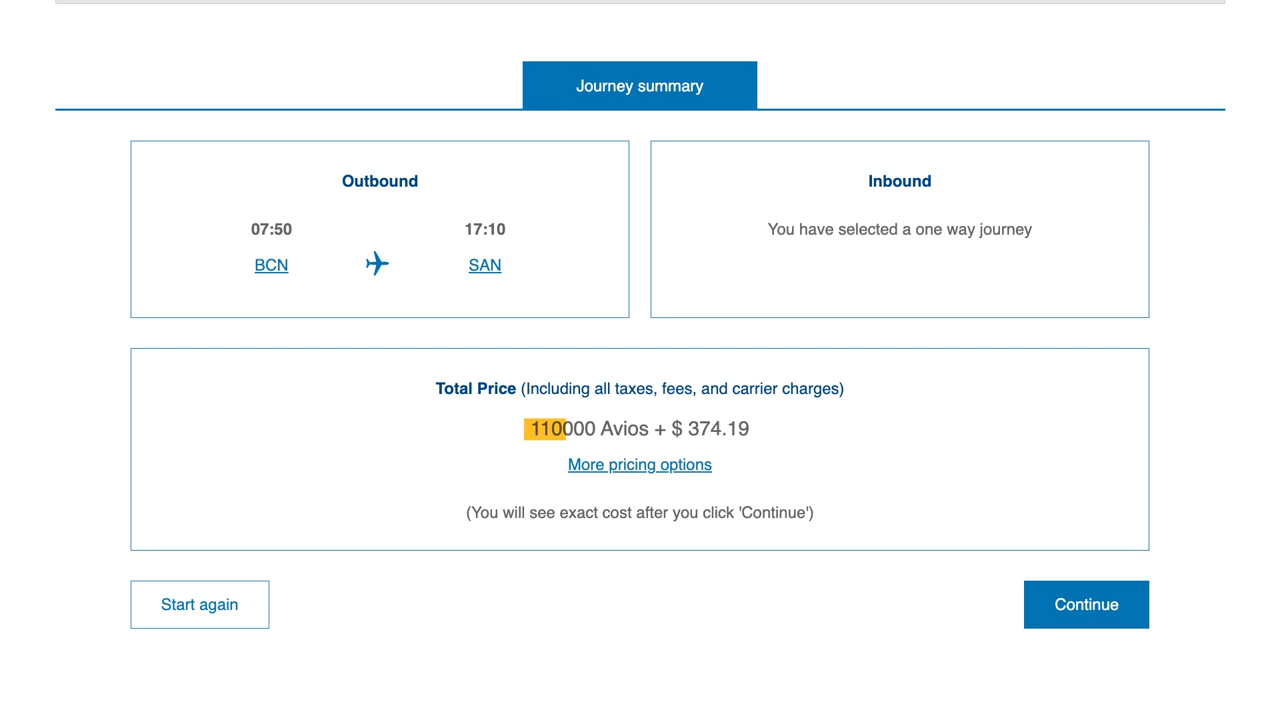 Journey summary
Outbound
07:50
17:10
BCN
SAN
Inbound
You have selected a one way journey
Total Price (Including all taxes, fees, and carrier charges)
110000 Avios + $ 374.19
More pricing options
(You will see exact cost after you click 'Continue')
Start again
Continue